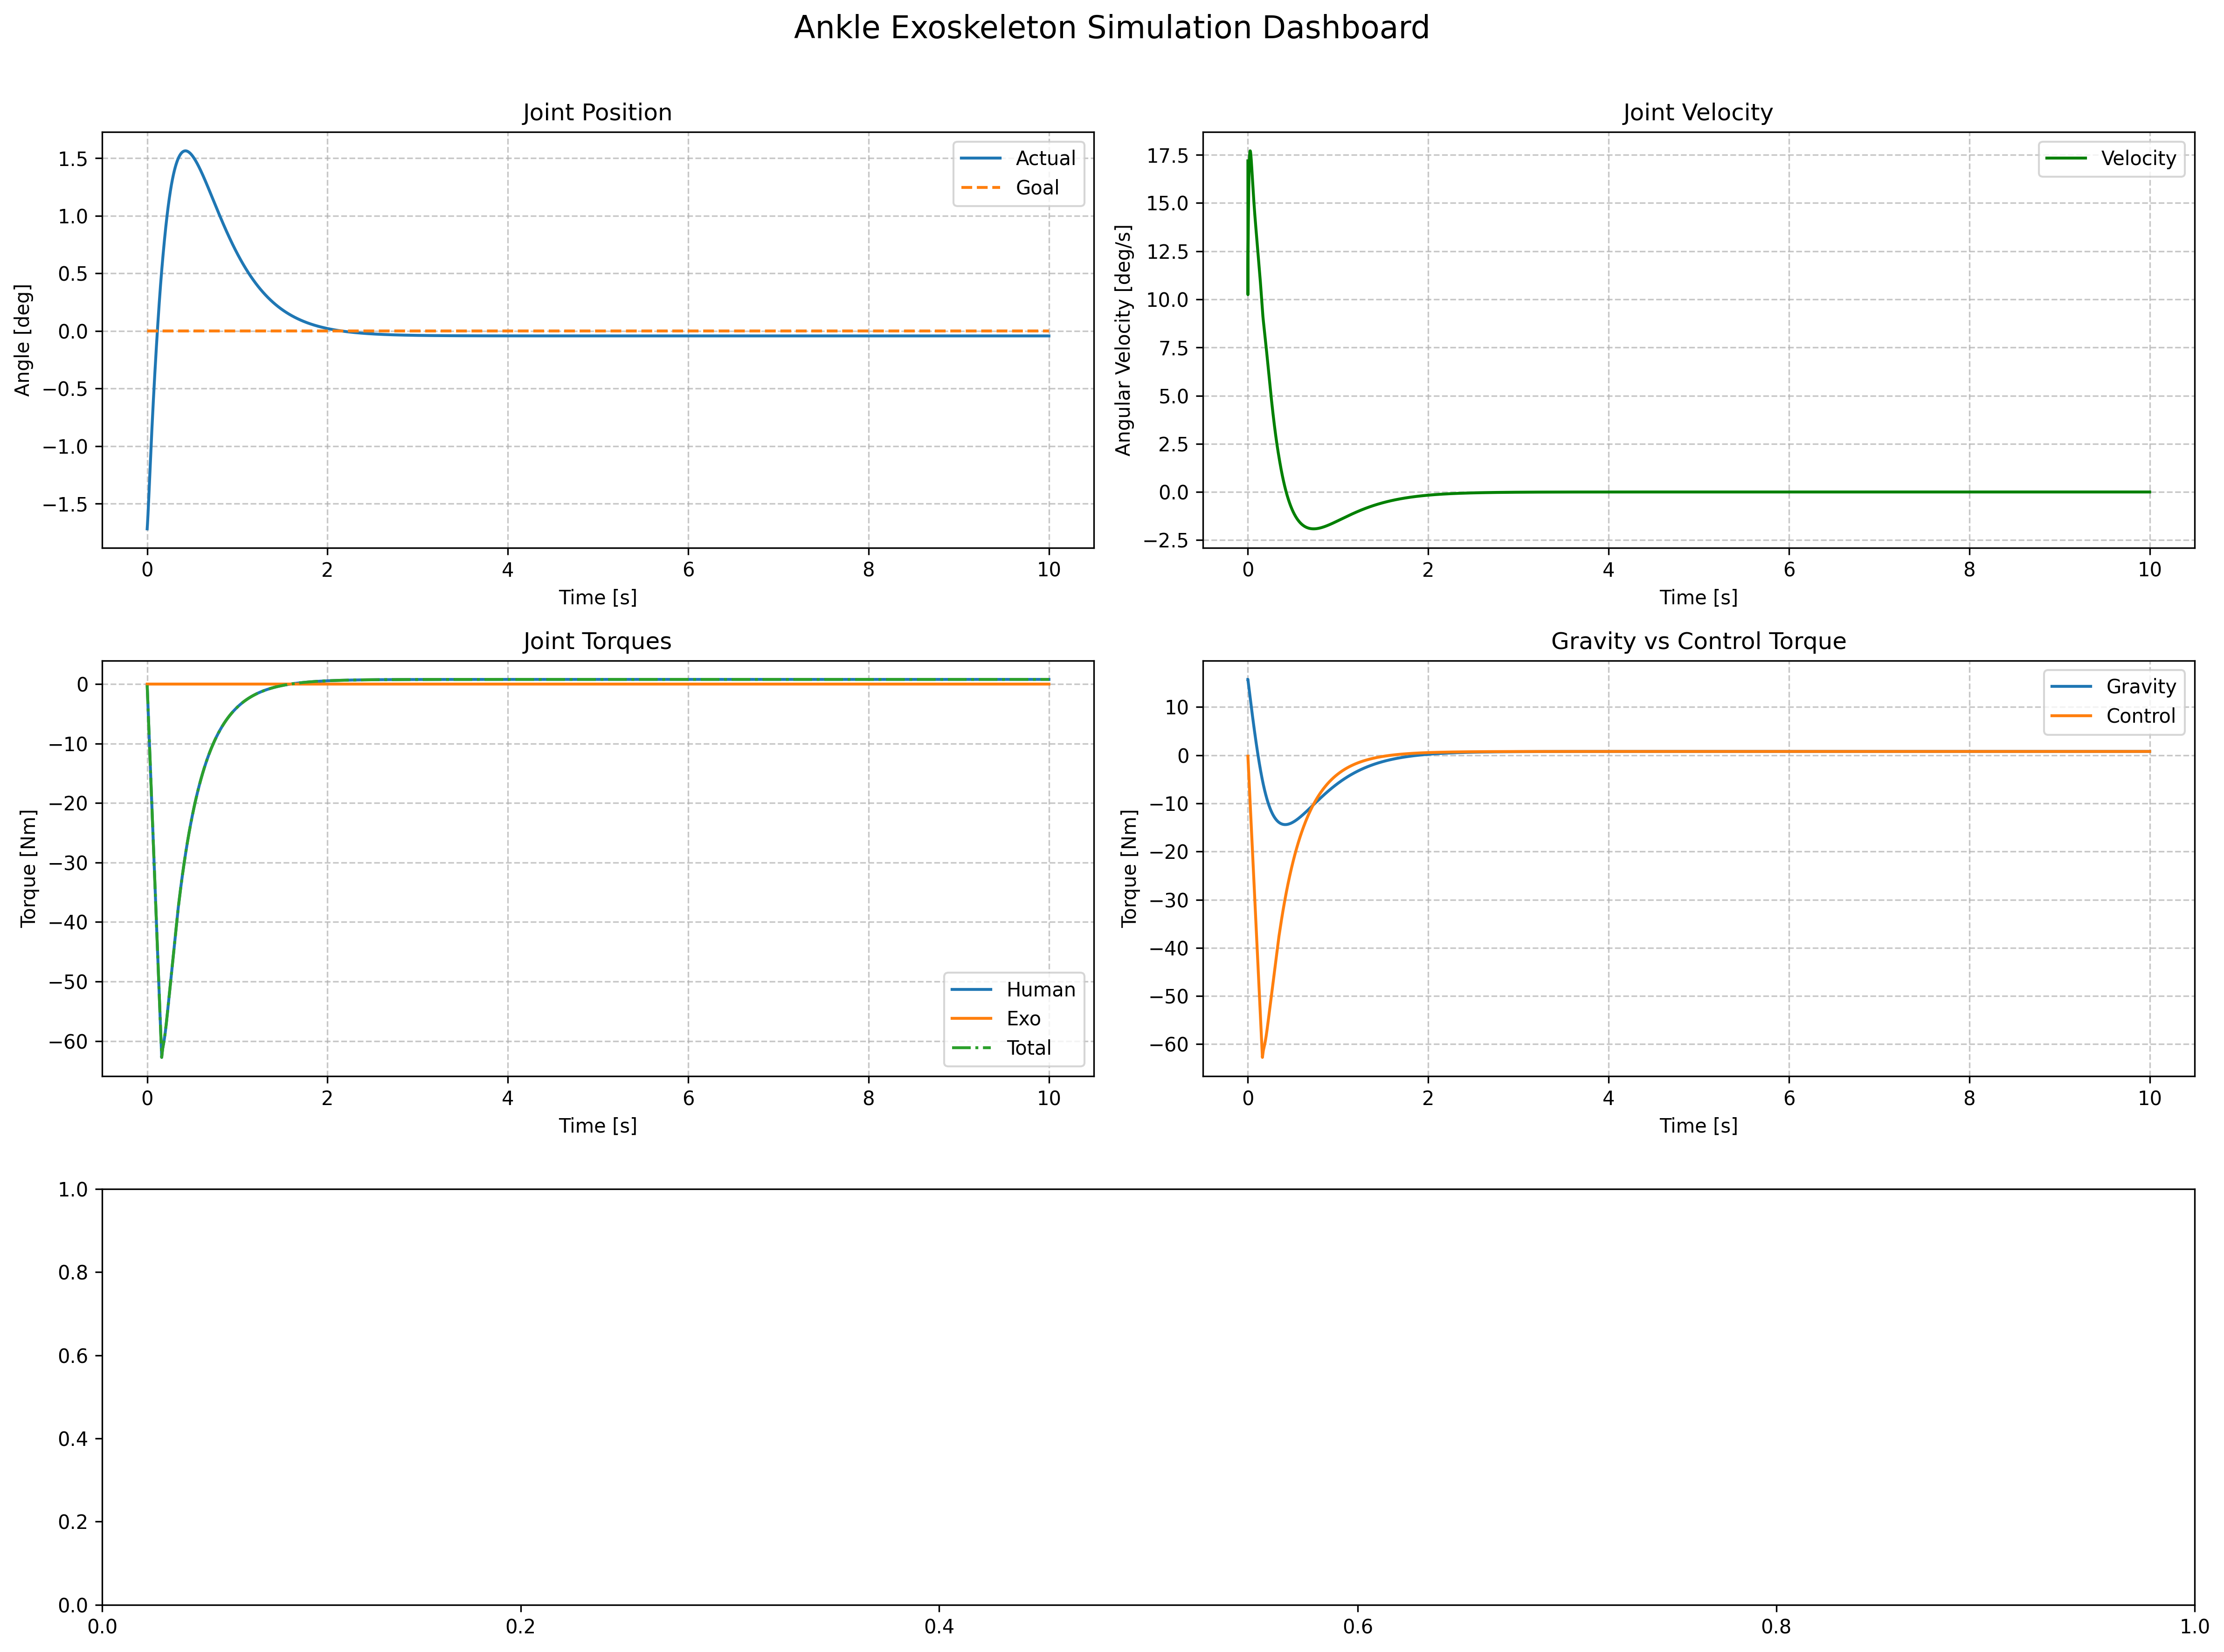 Ankle Exoskeleton Simulation Dashboard
Joint Position
1.5
1.0
0.5
0.0
−0.5
−1.0
−1.5
Angle [deg]
Actual
Goal
0 2 4 6 8 10
Time [s]
Joint Velocity
17.5
15.0
12.5
10.0
7.5
5.0
2.5
0.0
−2.5
Angular Velocity [deg/s]
Velocity
0 2 4 6 8 10
Time [s]
Joint Torques
0
−10
−20
−30
−40
−50
−60
Torque [Nm]
Human
Exo
Total
0 2 4 6 8 10
Time [s]
Gravity vs Control Torque
10
0
−10
−20
−30
−40
−50
−60
Torque [Nm]
Gravity
Control
0 2 4 6 8 10
Time [s]
1.0
0.8
0.6
0.4
0.2
0.0
0.0 0.2 0.4 0.6 0.8 1.0